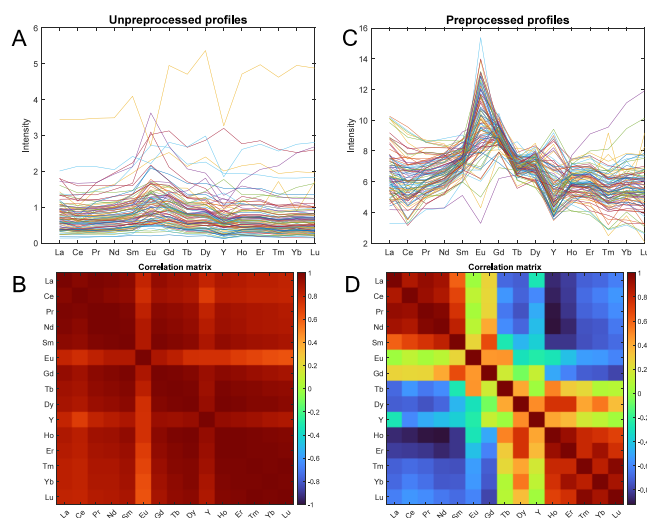 A
Unpreprocessed profiles
6
5
4
3
2
1
0
Intensity
La Ce Pr Nd Sm Eu Gd Tb Dy Y Ho Er Tm Yb Lu
C
Preprocessed profiles
16
14
12
10
8
6
4
2
Intensity
La Ce Pr Nd Sm Eu Gd Tb Dy Y Ho Er Tm Yb Lu
B
Correlation matrix
La
Ce
Pr
Nd
Sm
Eu
Gd
Tb
Dy
Y
Ho
Er
Tm
Yb
Lu
La Ce Pr Nd Sm Eu Gd Tb Dy Y Ho Er Tm Yb Lu
1
0.8
0.6
0.4
0.2
0
-0.2
-0.4
-0.6
-0.8
-1
D
Correlation matrix
La
Ce
Pr
Nd
Sm
Eu
Gd
Tb
Dy
Y
Ho
Er
Tm
Yb
Lu
La Ce Pr Nd Sm Eu Gd Tb Dy Y Ho Er Tm Yb Lu
1
0.8
0.6
0.4
0.2
0
-0.2
-0.4
-0.6
-0.8